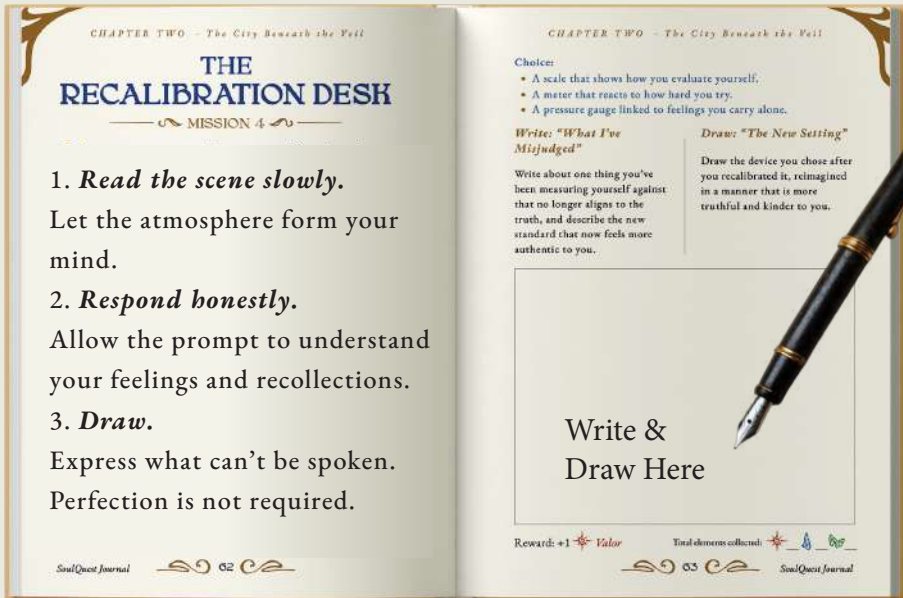 CHAPTER TWO - The City Beneath the Veil
THE
RECALIBRATION DESK
MISSION 4
1. Read the scene slowly.
Let the atmosphere form your
mind.
2. Respond honestly.
Allow the prompt to understand
your feelings and recollections.
3. Draw.
Express what can’t be spoken.
Perfection is not required.
SoulQuest Journal
62
CHAPTER TWO - The City Beneath the Veil
Choice:
• A scale that shows how you evaluate yourself.
• A meter that reacts to how hard you try.
• A pressure gauge linked to feelings you carry alone.
Write: “What I’ve
Misjudged”
Write about one thing you’ve
been measuring yourself against
that no longer aligns to the
truth, and describe the new
standard that now feels more
authentic to you.
Draw: “The New Setting”
Draw the device you chose after
you recalibrated it, reimagined
in a manner that is more
truthful and kinder to you.
Write &
Draw Here
Reward: +1 Valor
Total elements collected: _ _ _
63
SoulQuest Journal